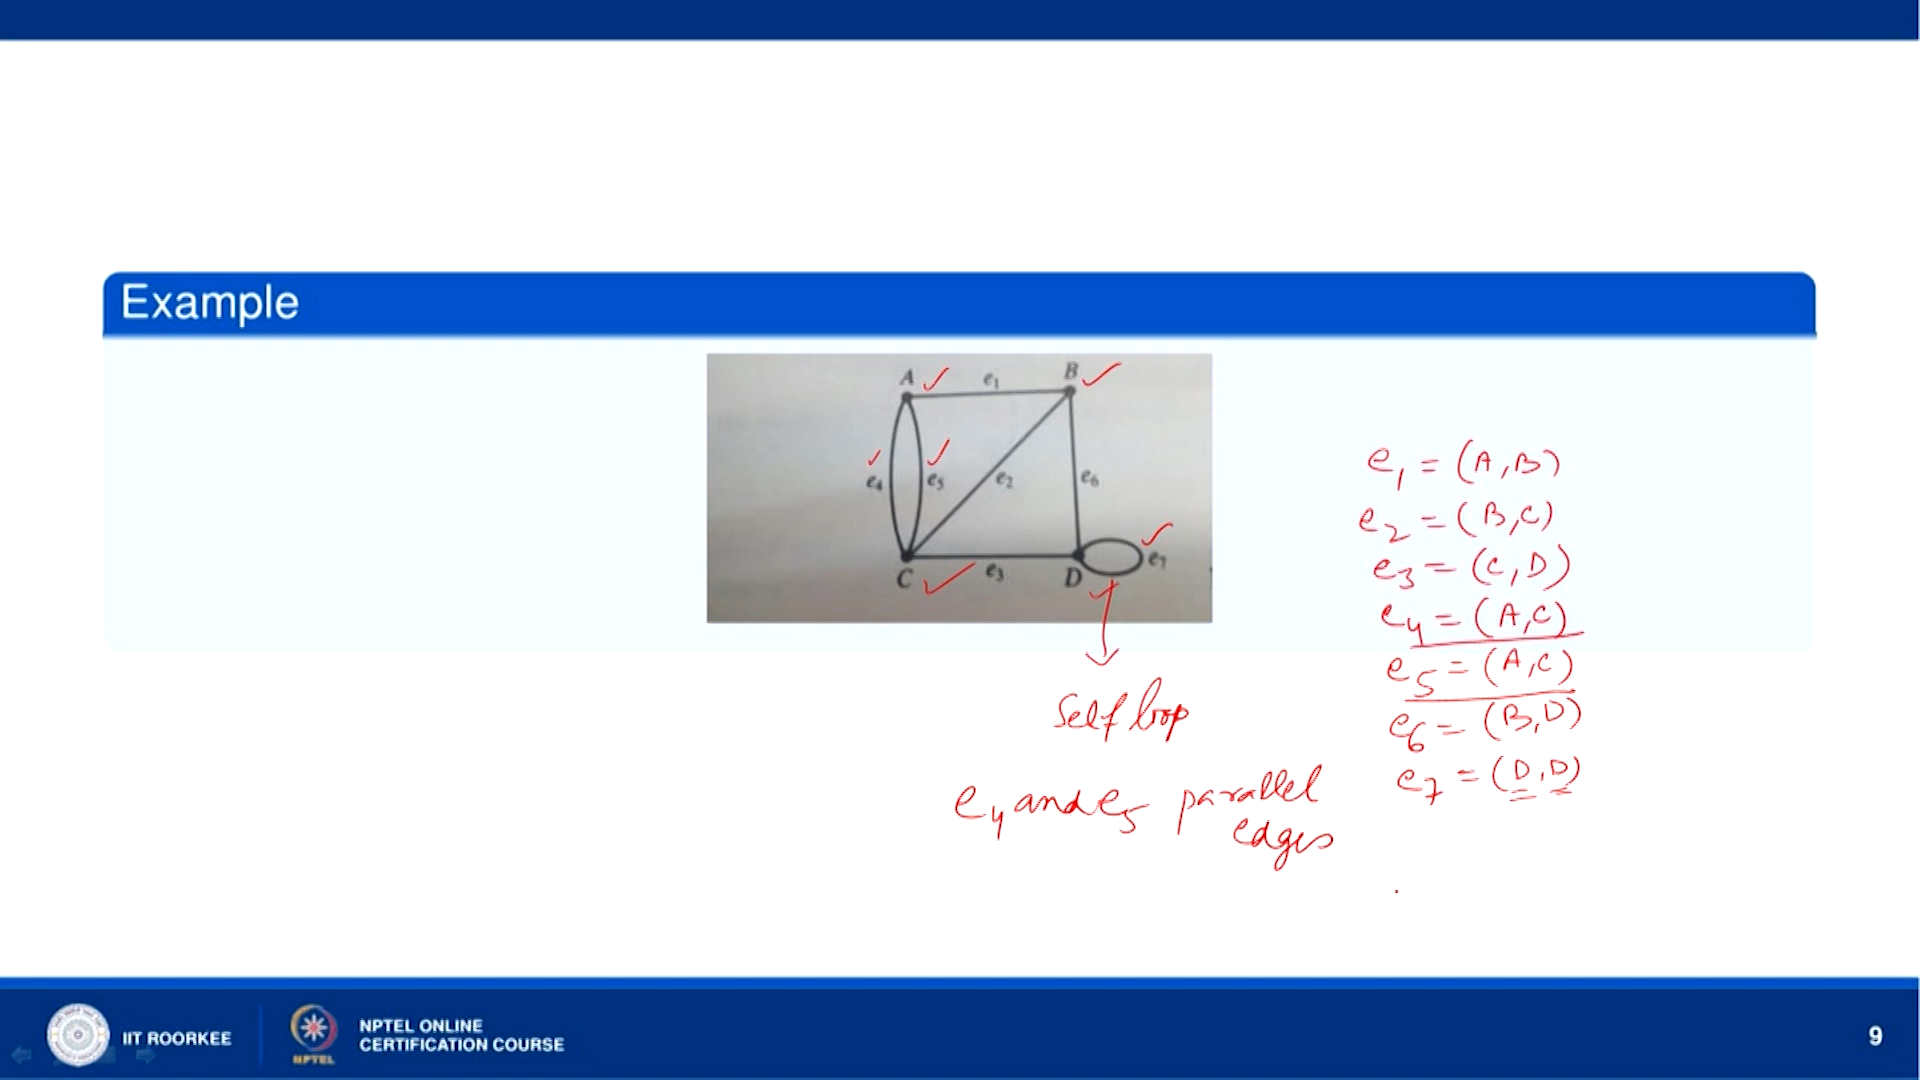 Example
A
e1
B
e4
e5
e2
e6
C
e3
D
e7
Self loop
e4 and e5 parallel
edges
e1 = (A,B)
e2 = (B,C)
e3 = (C,D)
e4 = (A,C)
e5 = (A,C)
e6 = (B,D)
e7 = (D,D)
IIT ROORKEE
NPTEL
NPTEL ONLINE
CERTIFICATION COURSE
9